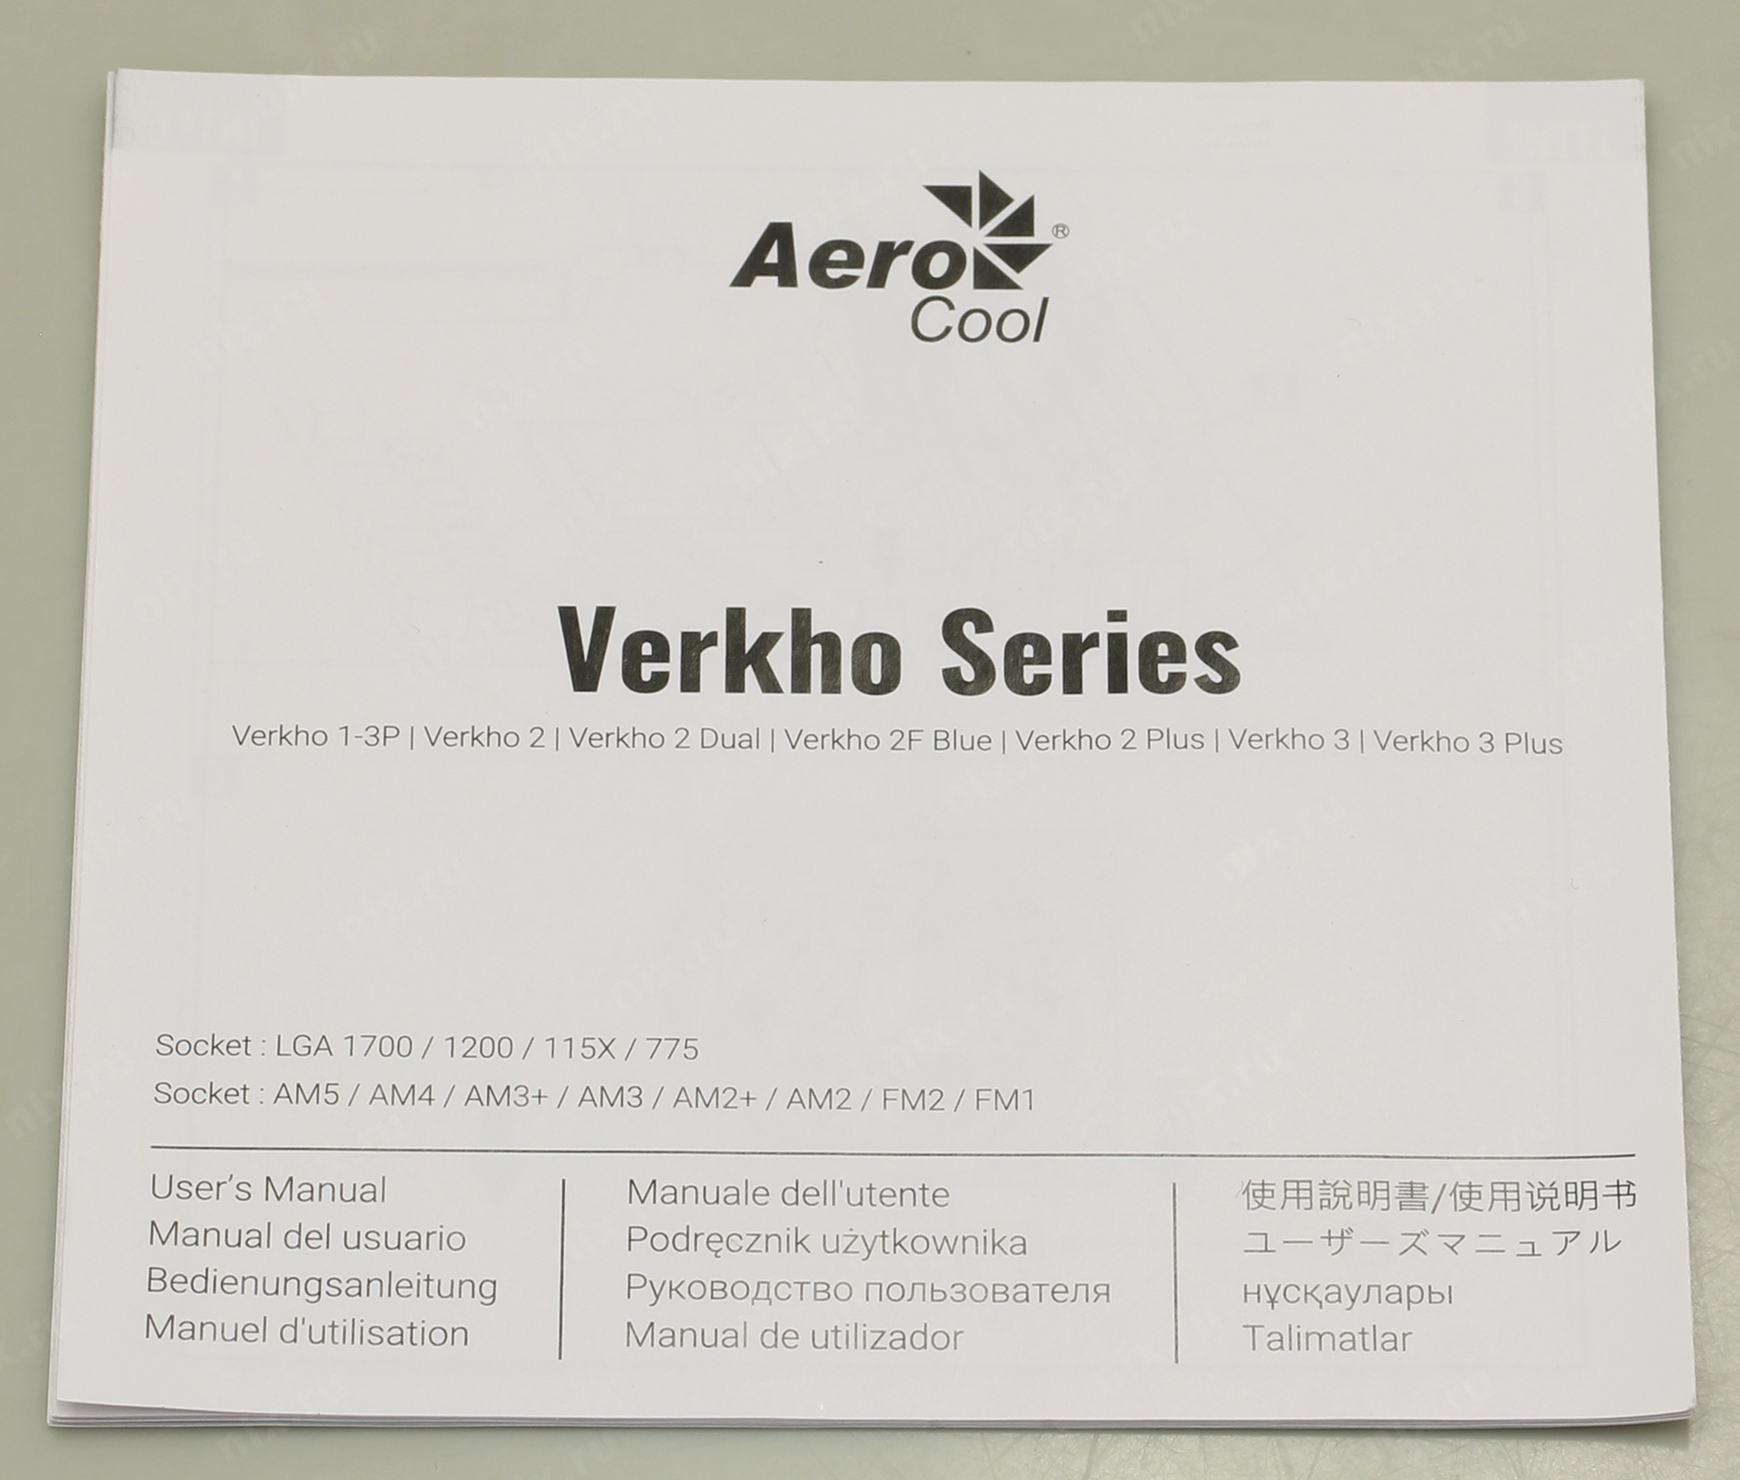 Aero
Cool
®
Verkho Series
Verkho 1-3P | Verkho 2 | Verkho 2 Dual | Verkho 2F Blue | Verkho 2 Plus | Verkho 3 | Verkho 3 Plus
Socket : LGA 1700 / 1200 / 115X / 775
Socket : AM5 / AM4 / AM3+ / AM3 / AM2+ / AM2 / FM2 / FM1
User’s Manual
Manual del usuario
Bedienungsanleitung
Manuel d'utilisation
Manuale dell'utente
Podręcznik użytkownika
Руководство пользователя
Manual de utilizador
使用說明書/使用说明书
ユーザーズマニュアル
нұсқаулары
Talimatlar
nix.ru